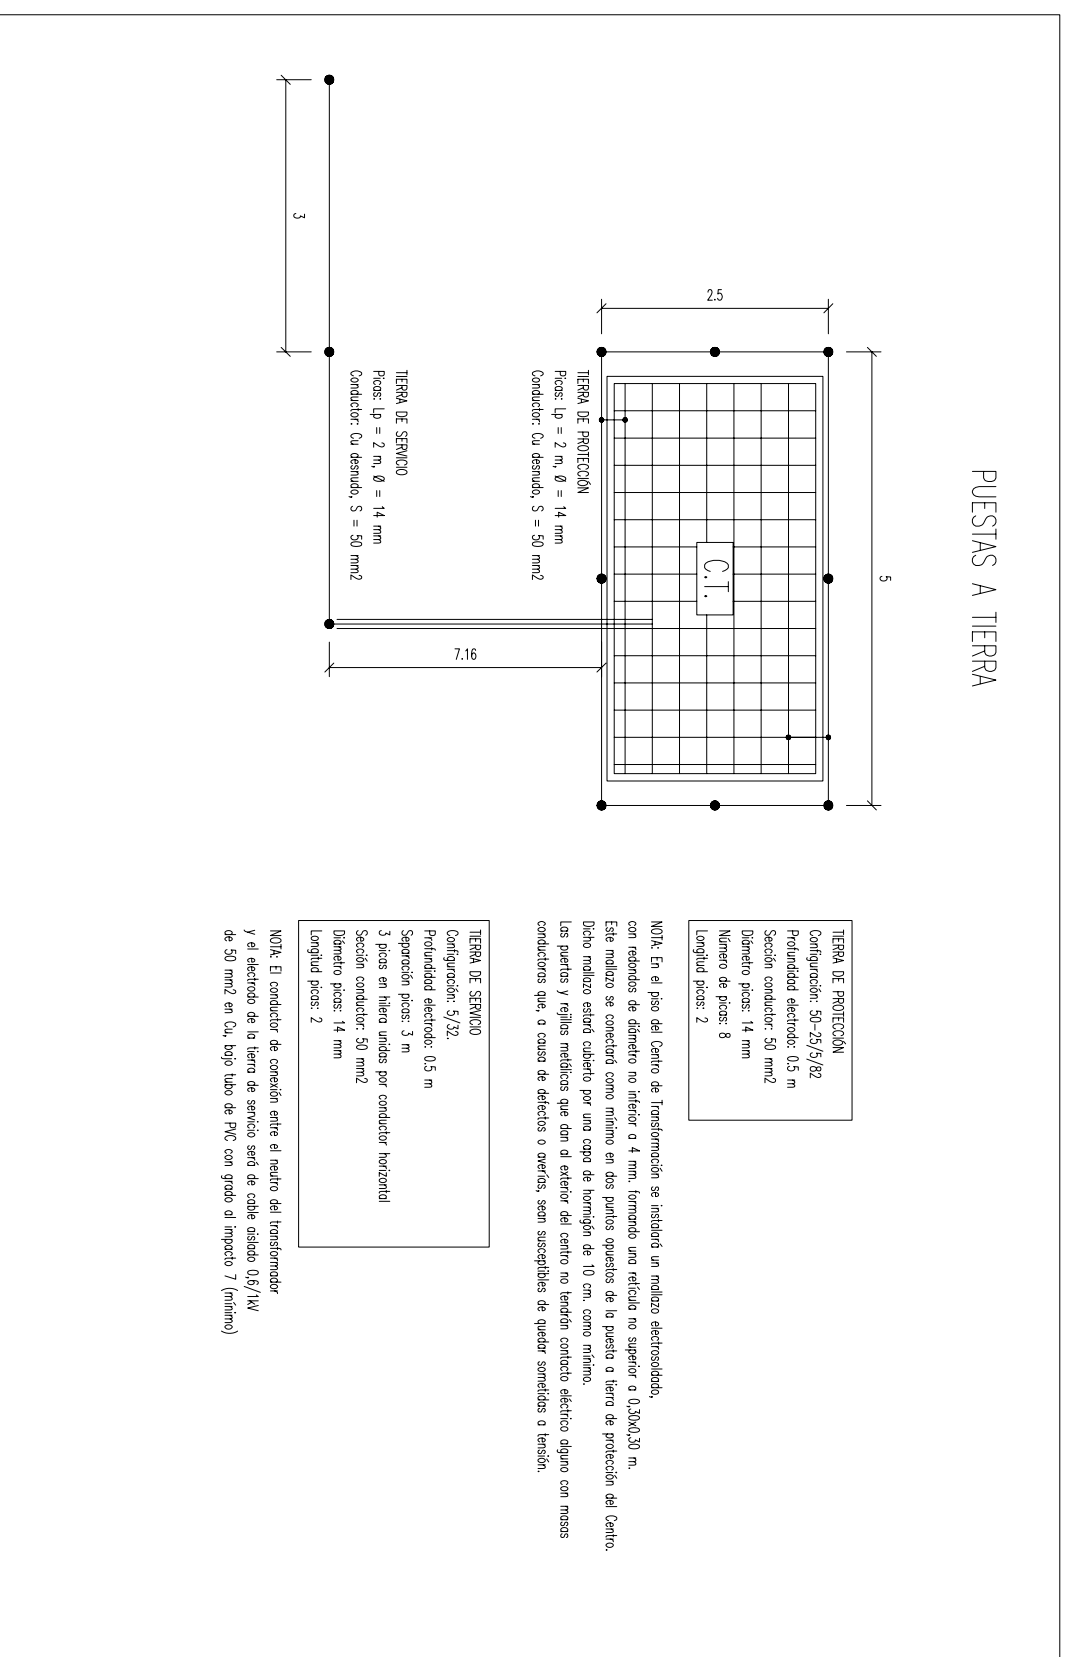 PUESTAS A TIERRA
5
2.5
C.T.
TIERRA DE PROTECCIÓN
Picas: Lp = 2 m, Ø = 14 mm
Conductor: Cu desnudo, S = 50 mm2
7.16
TIERRA DE SERVICIO
Picas: Lp = 2 m, Ø = 14 mm
Conductor: Cu desnudo, S = 50 mm2
3
TIERRA DE PROTECCIÓN
Configuración: 50-25/5/82
Profundidad electrodo: 0.5 m
Sección conductor: 50 mm2
Diámetro picas: 14 mm
Número de picas: 8
Longitud picas: 2
NOTA: En el piso del Centro de Transformación se instalará un mallazo electrosoldado,
con redondos de diámetro no inferior a 4 mm. formando una retícula no superior a 0,30x0,30 m.
Este mallazo se conectará como mínimo en dos puntos opuestos de la puesta a tierra de protección del Centro.
Dicho mallazo estará cubierto por una capa de hormigón de 10 cm. como mínimo.
Las puertas y rejillas metálicas que dan al exterior del centro no tendrán contacto eléctrico alguno con masas
conductoras que, a causa de defectos o averías, sean susceptibles de quedar sometidas a tensión.
TIERRA DE SERVICIO
Configuración: 5/32.
Profundidad electrodo: 0.5 m
Separación picas: 3 m
3 picas en hilera unidas por conductor horizontal
Sección conductor: 50 mm2
Diámetro picas: 14 mm
Longitud picas: 2
NOTA: El conductor de conexión entre el neutro del transformador
y el electrodo de la tierra de servicio será de cable aislado 0,6/1kV
de 50 mm2 en Cu, bajo tubo de PVC con grado al impacto 7 (mínimo)